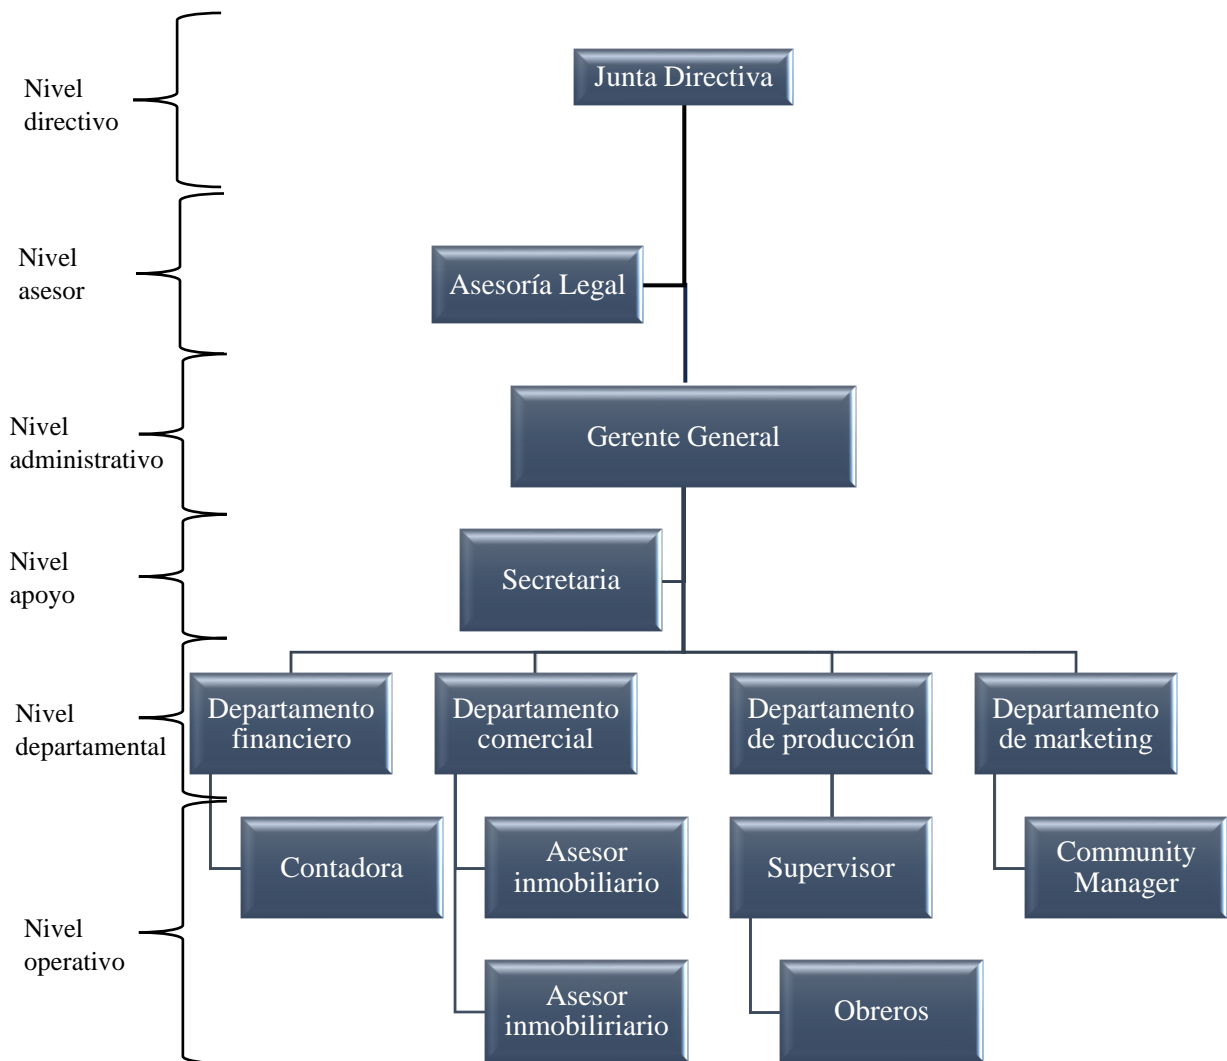 Junta Directiva
Nivel
directivo
Nivel
asesor
Asesoría Legal
Gerente General
Nivel
administrativo
Nivel
apoyo
Secretaria
Nivel
departamental
Departamento
financiero
Departamento
comercial
Departamento
de producción
Departamento
de marketing
Contadora
Asesor
inmobiliario
Supervisor
Community
Manager
Nivel
operativo
Asesor
inmobiliriario
Obreros